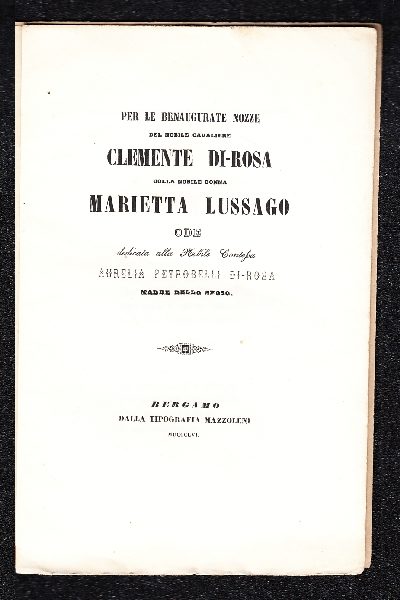 PER LE BENAUGURATE NOZZE
DEL NOBILE CAVALIERE
CLEMENTE DI-ROSA
COLLA NOBILE DONNA
MARIETTA LUSSAGO
ODE
dedicata alla Nobile Contessa
AURELIA PETROBELLI DI-ROSA
MADRE DELLO SPOSO.
BERGAMO
DALLA TIPOGRAFIA MAZZOLENI
MDCCCLVI.